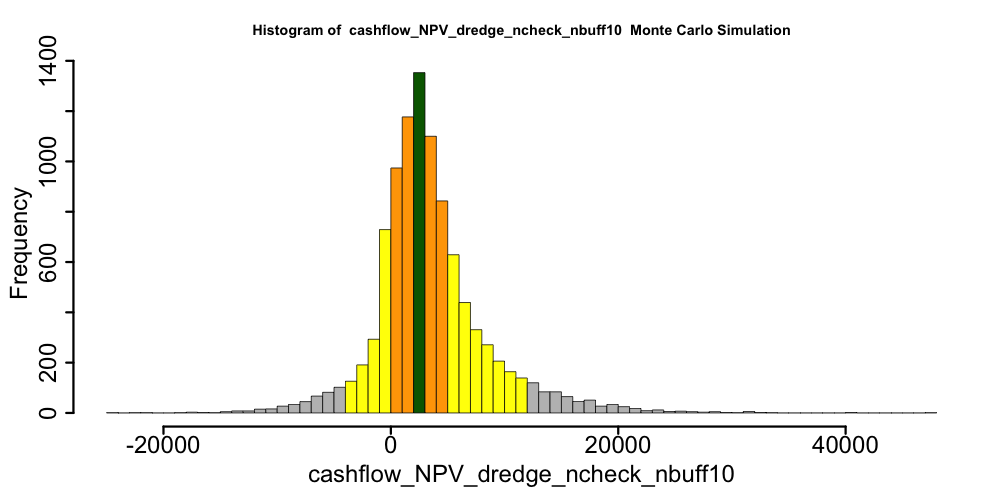 Histogram of  cashflow_NPV_dredge_ncheck_nbuff10  Monte Carlo Simulation
Frequency
1400
1000
600
200
0
-20000 0 20000 40000
cashflow_NPV_dredge_ncheck_nbuff10